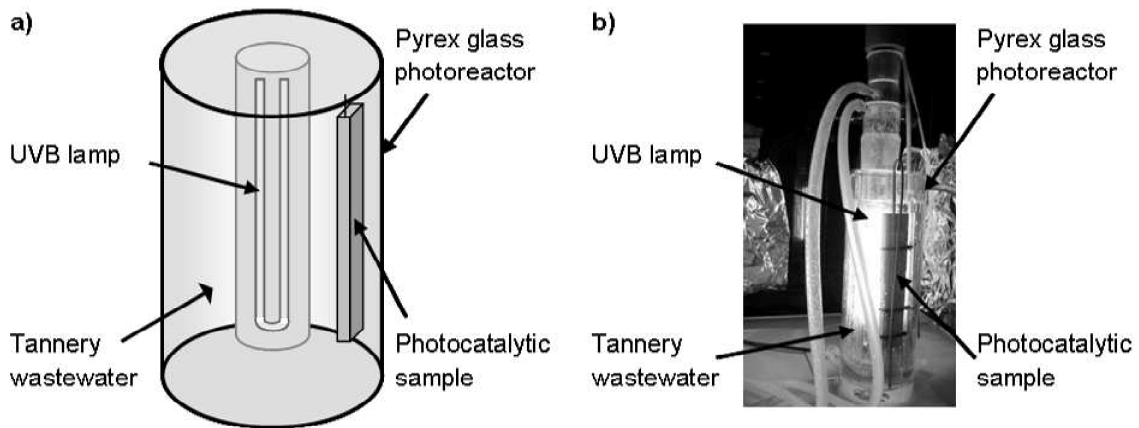 a)
Pyrex glass
photoreactor
UVB lamp
Tannery
wastewater
Photocatalytic
sample
b)
Pyrex glass
photoreactor
UVB lamp
Tannery
wastewater
Photocatalytic
sample